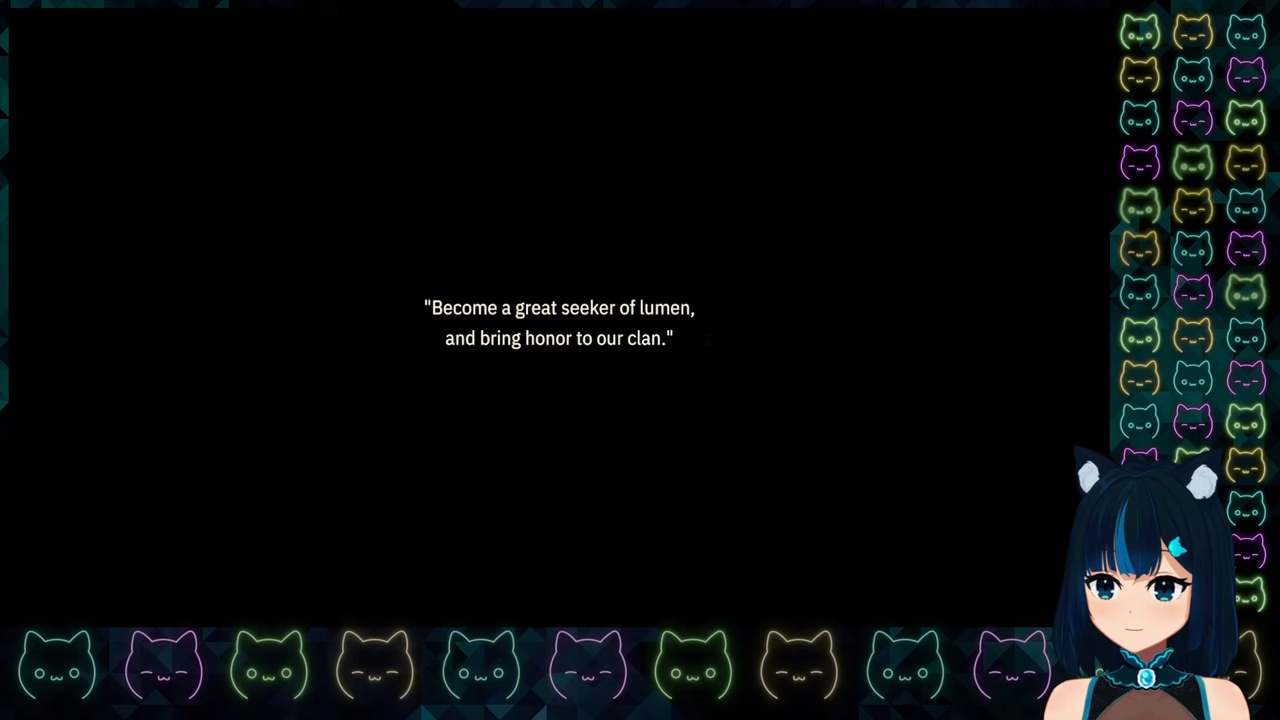 "Become a great seeker of lumen,
and bring honor to our clan."